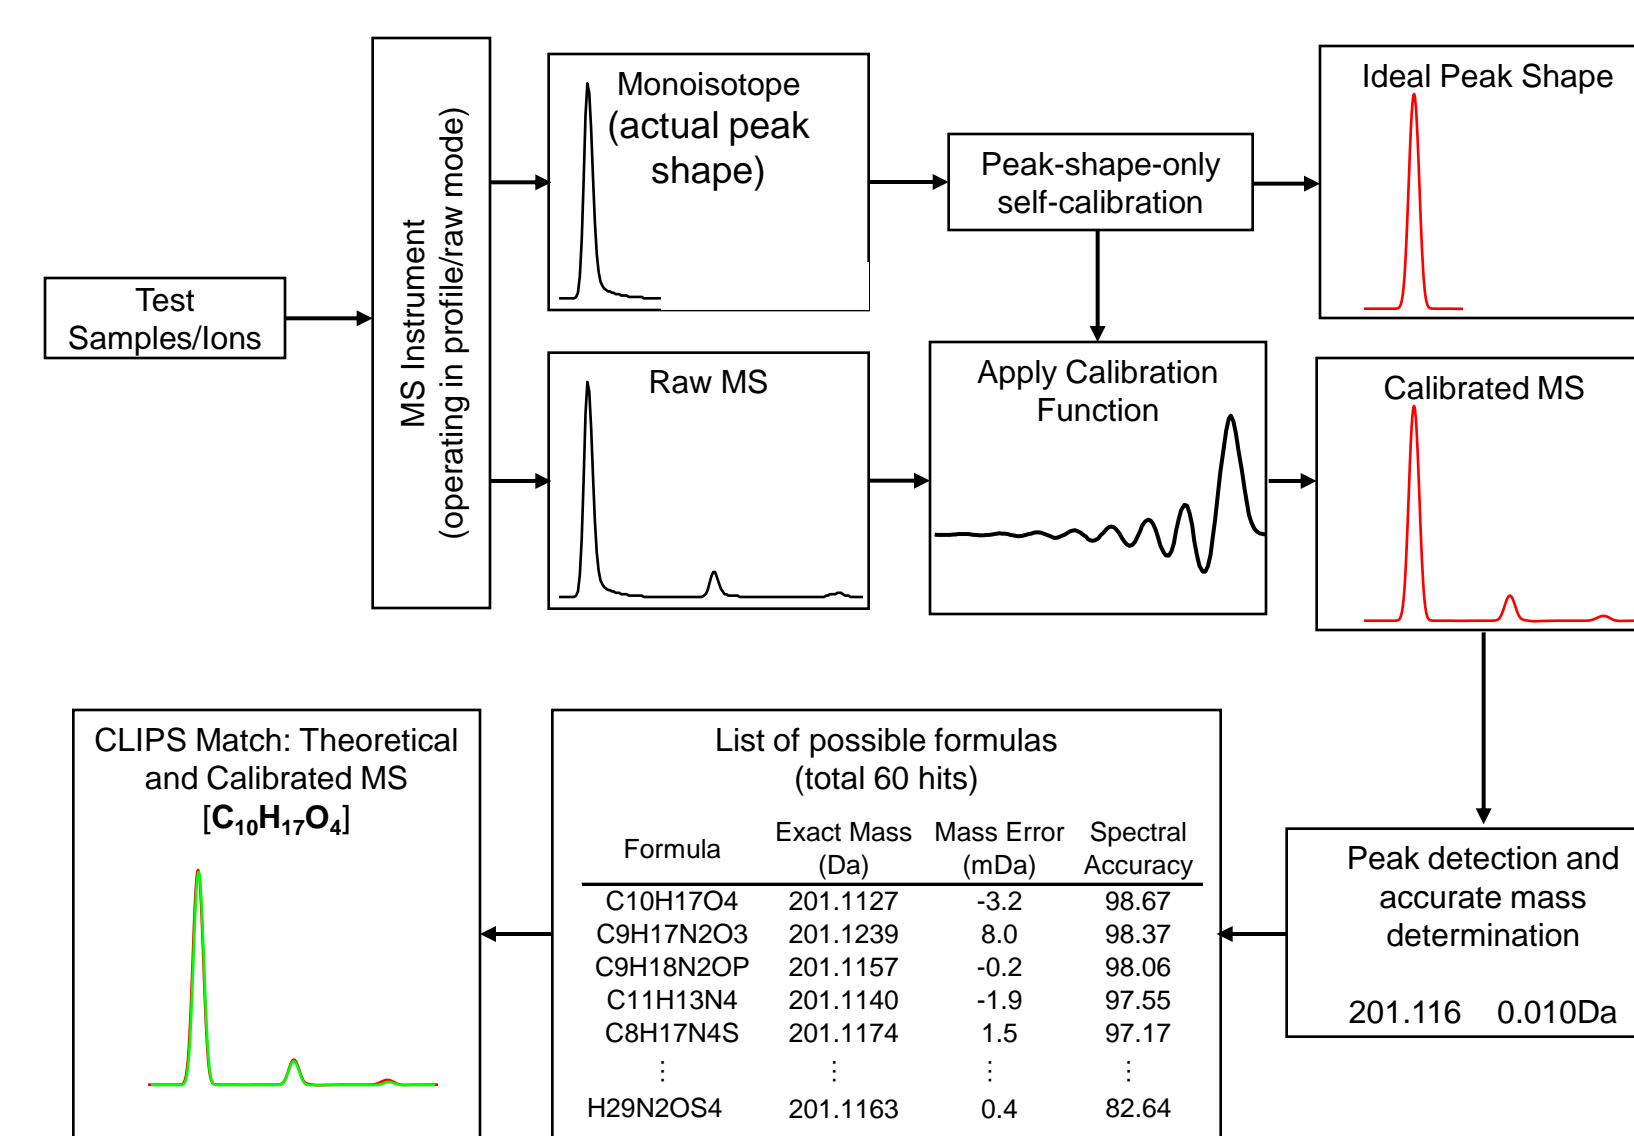 Test
Samples/Ions
MS Instrument
(operating in profile/raw mode)
Monoisotope
(actual peak
shape)
Peak-shape-only
self-calibration
Ideal Peak Shape
Raw MS
Apply Calibration
Function
Calibrated MS
CLIPS Match: Theoretical
and Calibrated MS
[C₁₀H₁₇O₄]
List of possible formulas
(total 60 hits)
Formula Exact Mass (Da) Mass Error (mDa) Spectral Accuracy
C10H17O4 201.1127 -3.2 98.67
C9H17N2O3 201.1239 8.0 98.37
C9H18N2OP 201.1157 -0.2 98.06
C11H13N4 201.1140 -1.9 97.55
C8H17N4S 201.1174 1.5 97.17
⋮ ⋮ ⋮ ⋮
H29N2OS4 201.1163 0.4 82.64
Peak detection and
accurate mass
determination
201.116 0.010Da